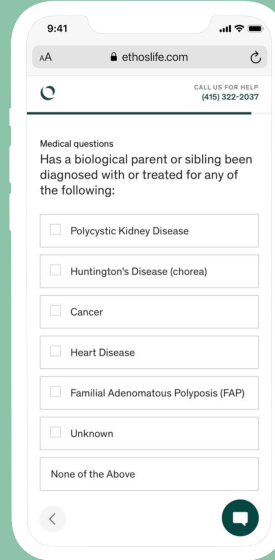 9:41
AA ethoslife.com
CALL US FOR HELP
(415) 322-2037
Medical questions
Has a biological parent or sibling been
diagnosed with or treated for any of
the following:
Polycystic Kidney Disease
Huntington's Disease (chorea)
Cancer
Heart Disease
Familial Adenomatous Polyposis (FAP)
Unknown
None of the Above